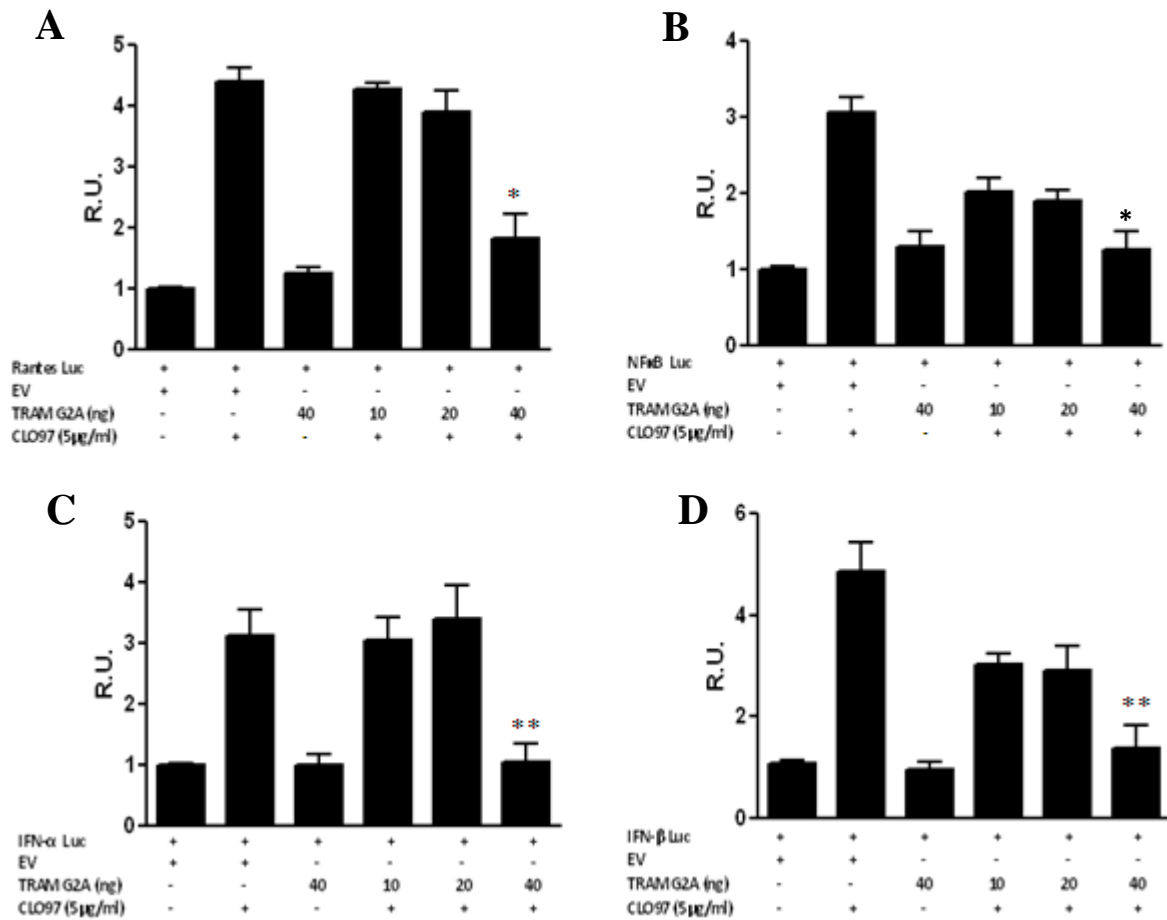 A
5
4
3
2
1
0
R.U.
*
Rantes Luc + + + + + +
EV + + - - - -
TRAM G2A (ng) - - 40 10 20 40
CLO97 (5µg/ml) - + - + + +
B
4
3
2
1
0
R.U.
*
NFκB Luc + + + + + +
EV + + - - - -
TRAM G2A (ng) - - 40 10 20 40
CLO97 (5µg/ml) - + - + + +
C
5
4
3
2
1
0
R.U.
**
IFN-α Luc + + + + + +
EV + + - - - -
TRAM G2A (ng) - - 40 10 20 40
CLO97 (5µg/ml) - + - + + +
D
6
4
2
0
R.U.
**
IFN-β Luc + + + + + +
EV + + - - - -
TRAM G2A (ng) - - 40 10 20 40
CLO97 (5µg/ml) - + - + + +